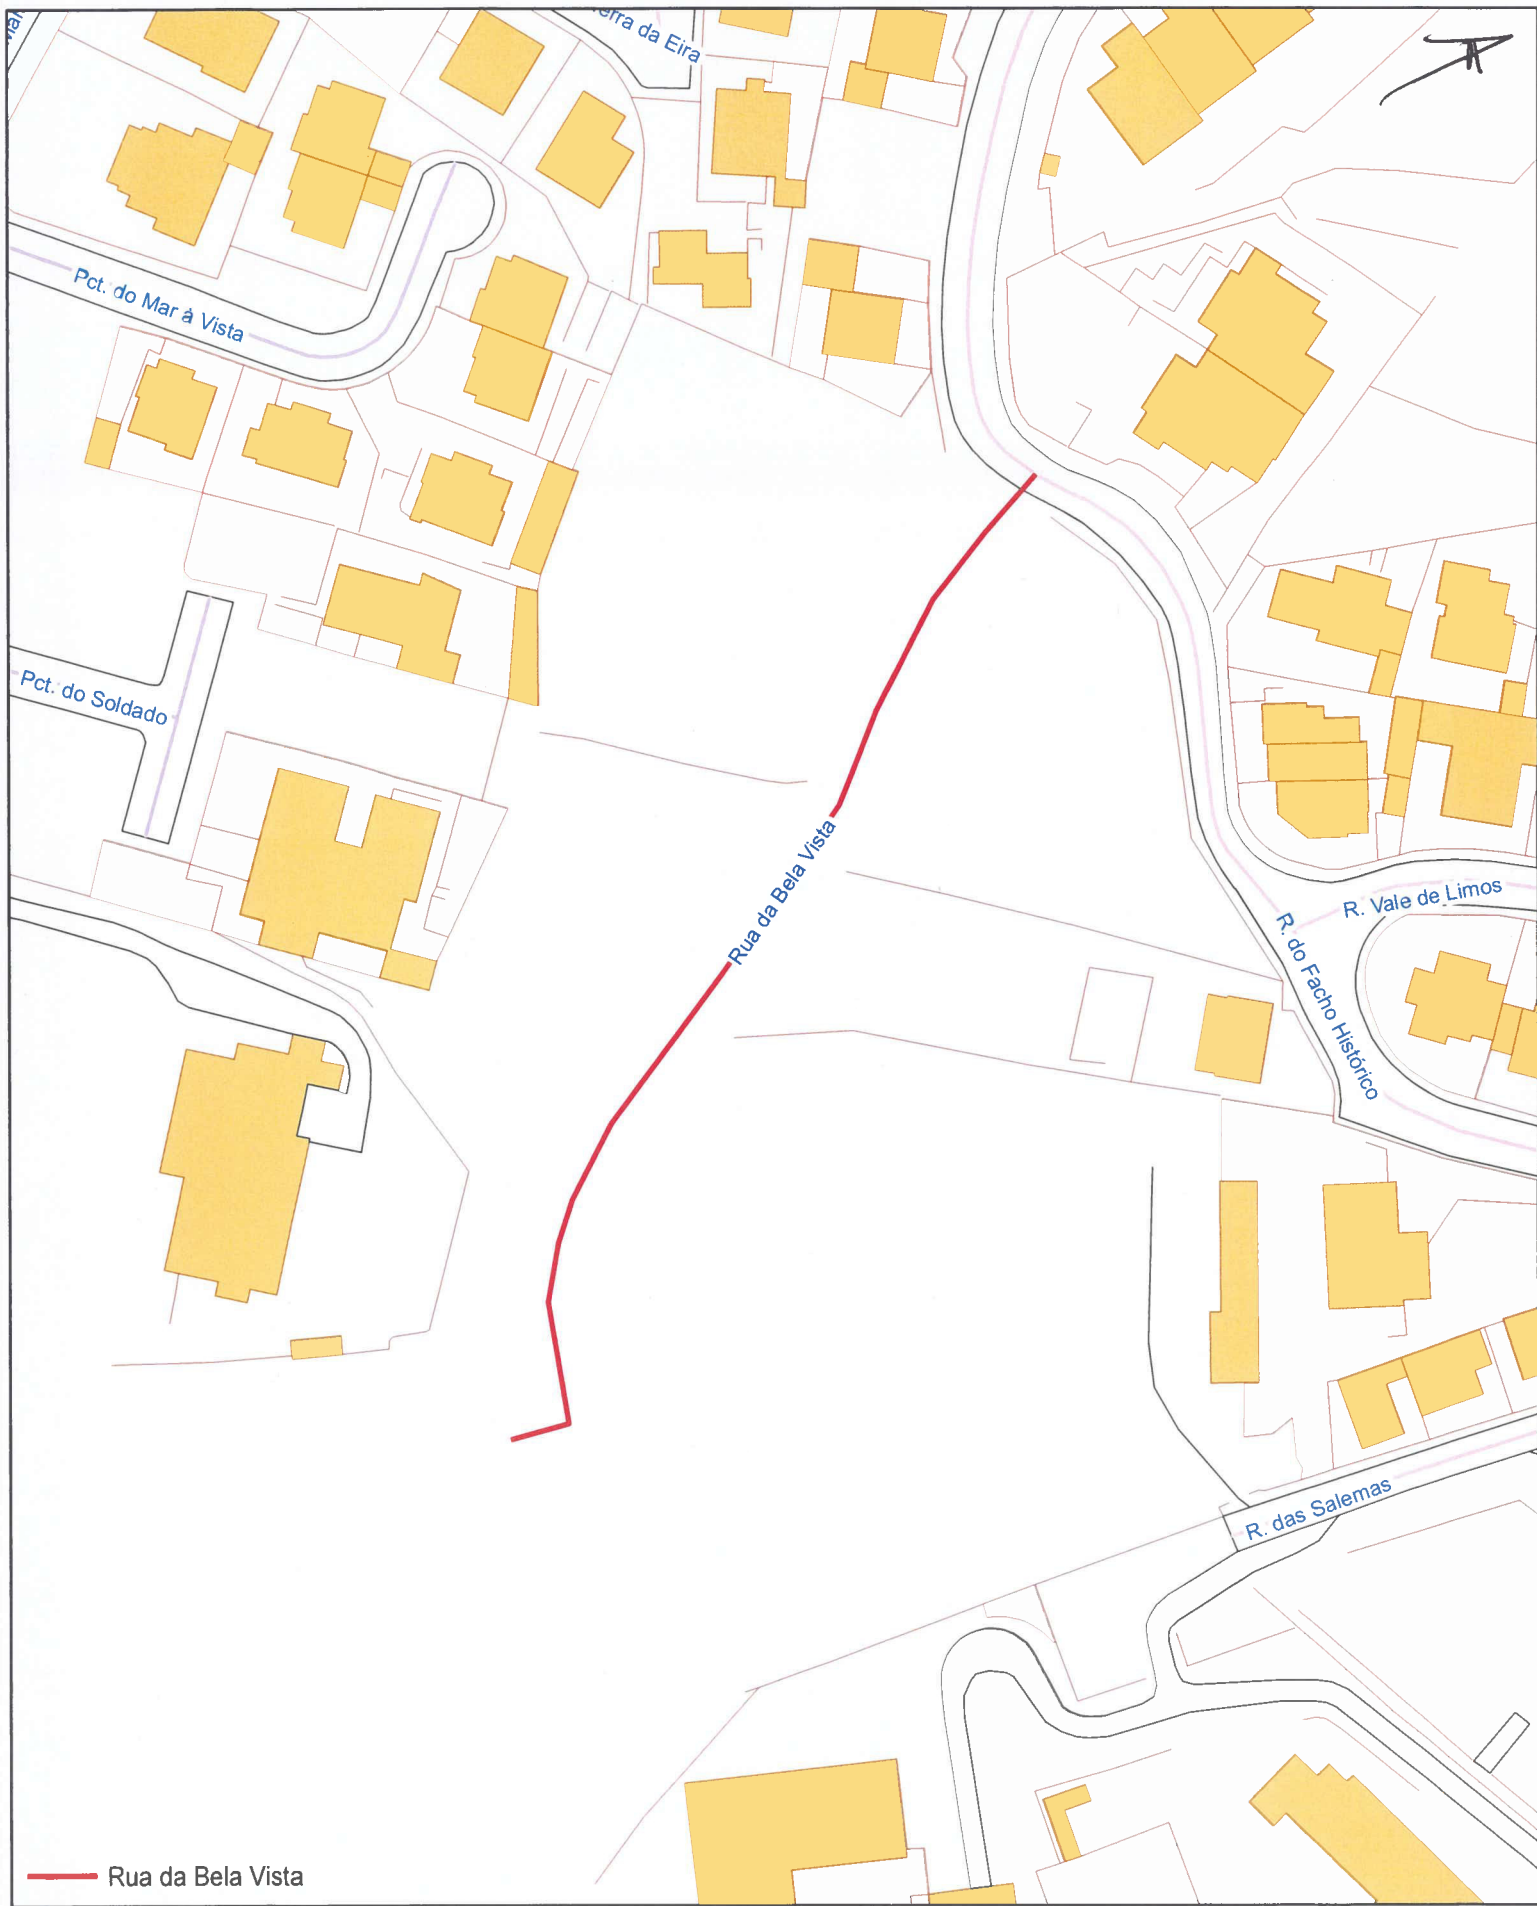 erra da Eira
Pct. do Mar à Vista
Pct. do Soldado
Rua da Bela Vista
R. Vale de Limos
R. do Facho Histórico
R. das Salemas
Rua da Bela Vista